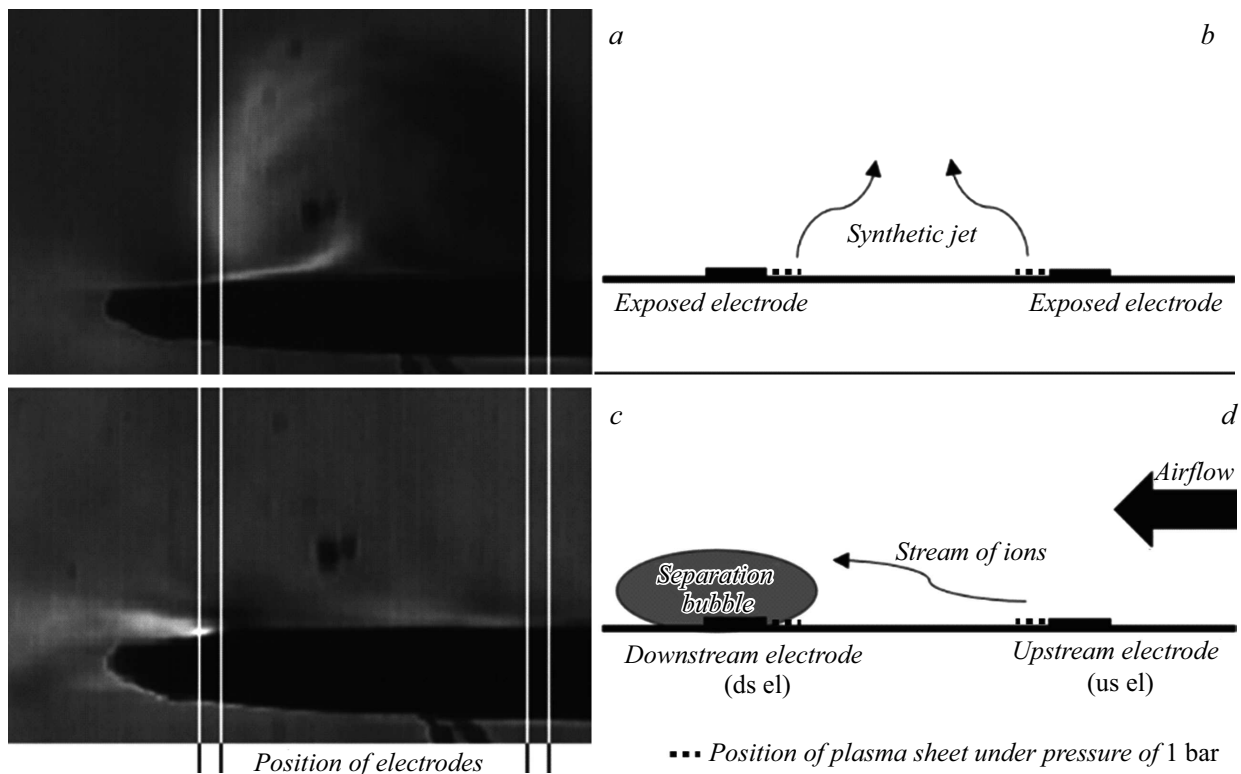 a
b
Synthetic jet
Exposed electrode
Exposed electrode
c
d
Airflow
Stream of ions
Separation
bubble
Downstream electrode
(ds el)
Upstream electrode
(us el)
Position of electrodes
Position of plasma sheet under pressure of 1 bar